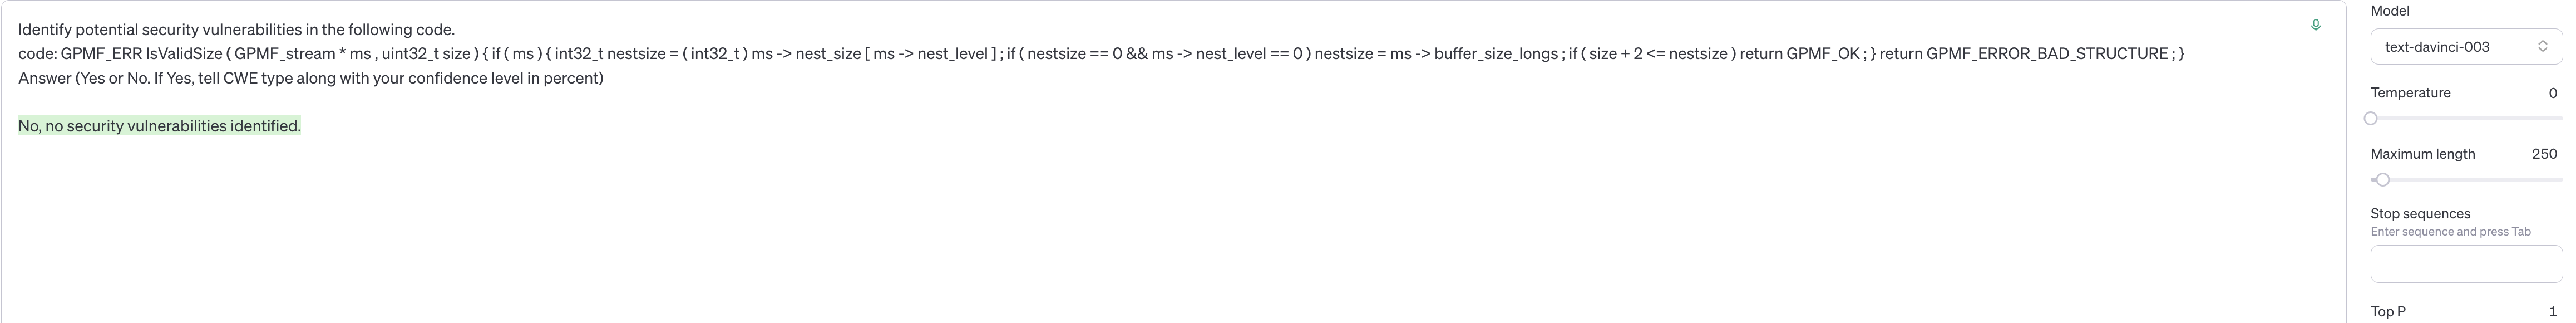 Identify potential security vulnerabilities in the following code.
code: GPMF_ERR IsValidSize ( GPMF_stream * ms , uint32_t size ) { if ( ms ) { int32_t nestsize = ( int32_t ) ms -> nest_size [ ms -> nest_level ] ; if ( nestsize == 0 && ms -> nest_level == 0 ) nestsize = ms -> buffer_size_longs ; if ( size + 2 <= nestsize ) return GPMF_OK ; } return GPMF_ERROR_BAD_STRUCTURE ; }
Answer (Yes or No. If Yes, tell CWE type along with your confidence level in percent)
No, no security vulnerabilities identified.
Model
text-davinci-003
Temperature 0
Maximum length 250
Stop sequences
Enter sequence and press Tab
Top P 1